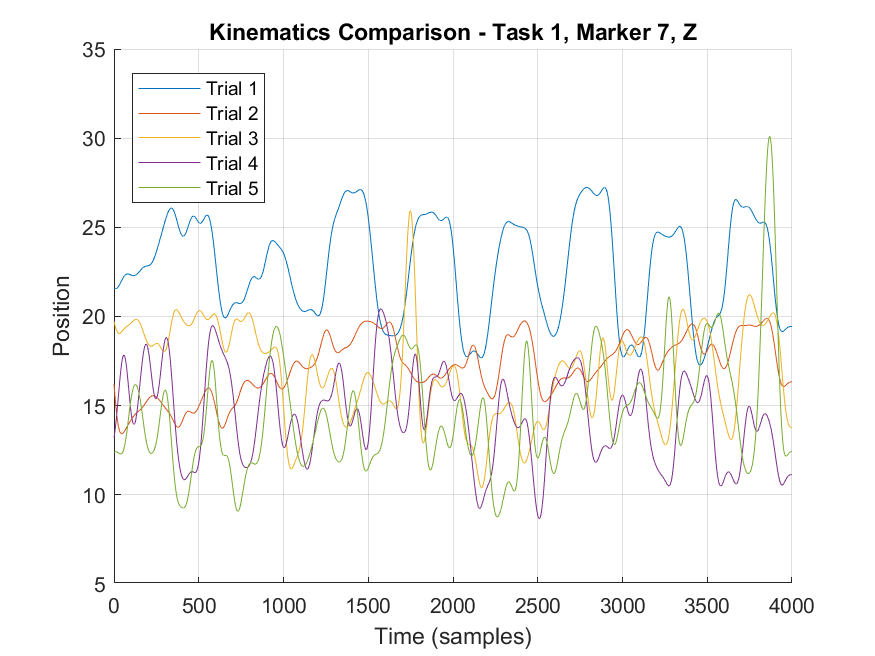 Kinematics Comparison - Task 1, Marker 7, Z
35
30
25
20
15
10
5
Position
Trial 1
Trial 2
Trial 3
Trial 4
Trial 5
0 500 1000 1500 2000 2500 3000 3500 4000
Time (samples)